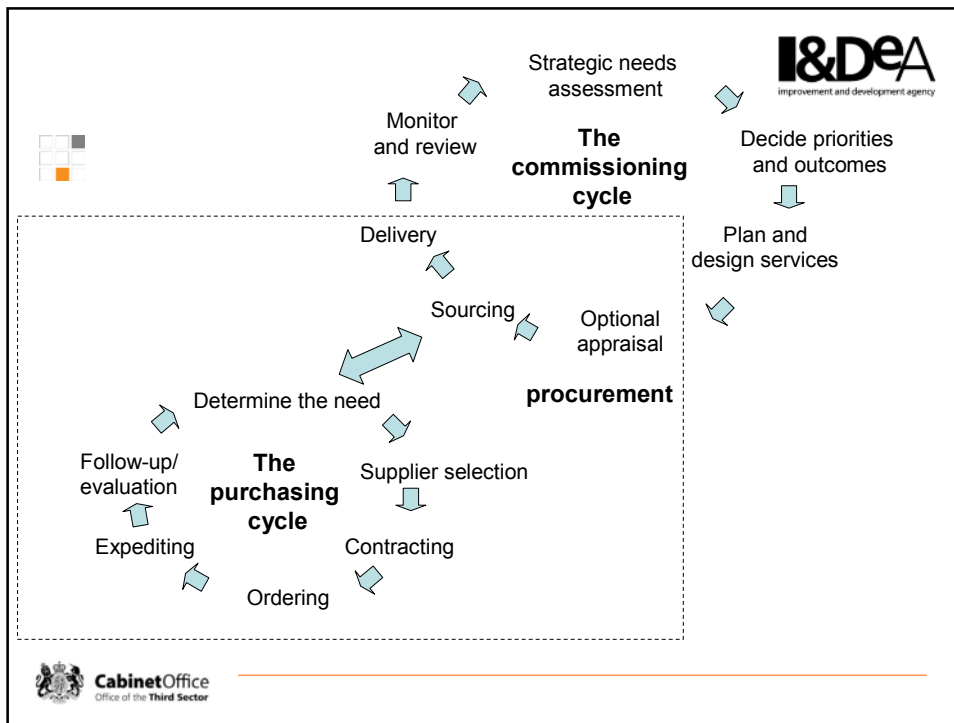 I&DeA
improvement and development agency
Strategic needs
assessment
Monitor
and review
The
commissioning
cycle
Decide priorities
and outcomes
Delivery
Plan and
design services
Sourcing
Optional
appraisal
procurement
Determine the need
Follow-up/
evaluation
The
purchasing
cycle
Supplier selection
Expediting
Contracting
Ordering
CabinetOffice
Office of the Third Sector